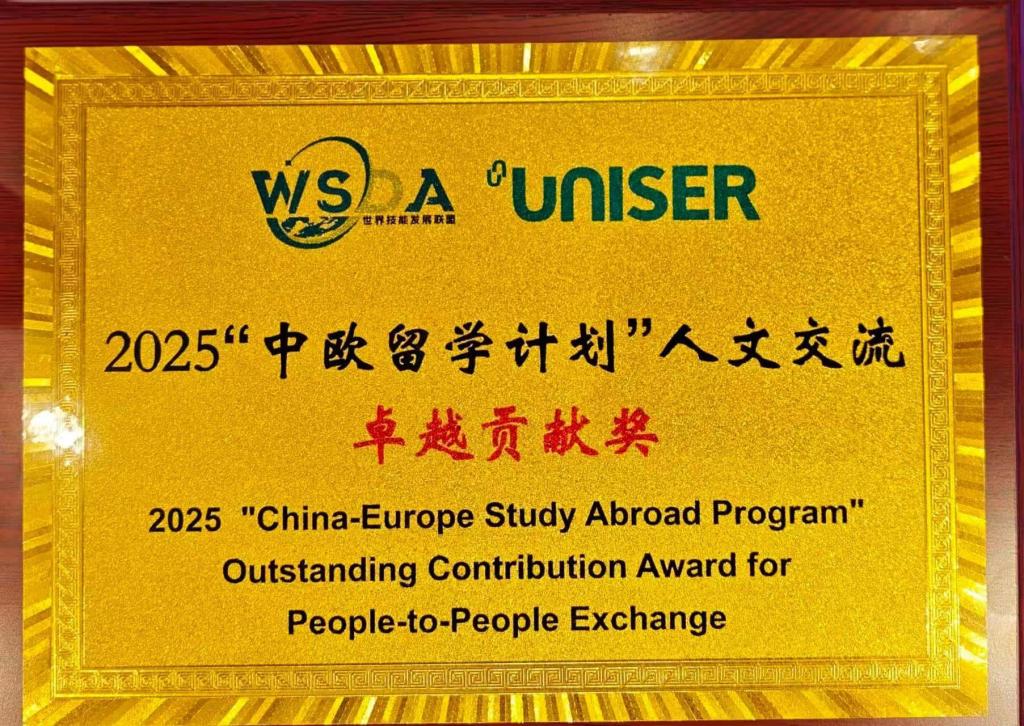 WSDA
世界技能发展联盟
UNISER
2025“中欧留学计划”人文交流
卓越贡献奖
2025 "China-Europe Study Abroad Program"
Outstanding Contribution Award for
People-to-People Exchange